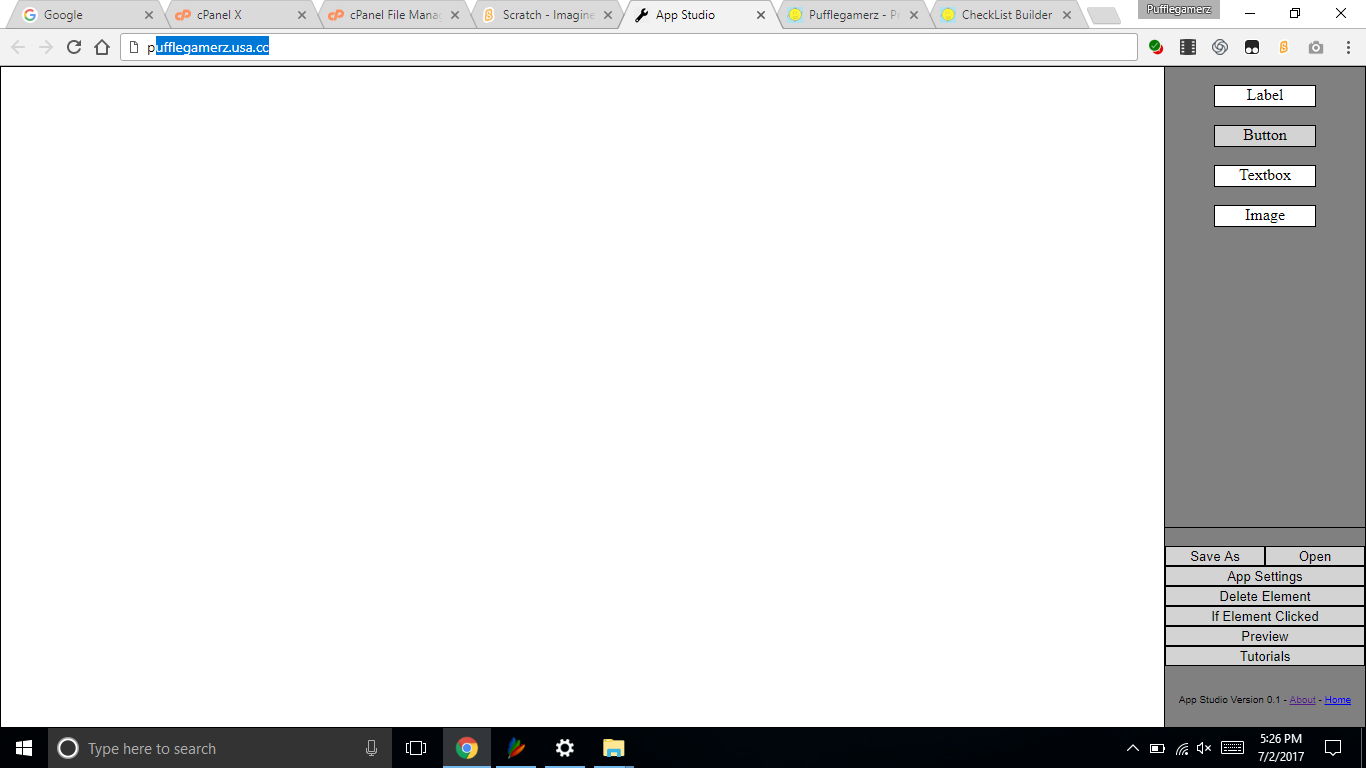 Google
cPanel X
cPanel File Manag
Scratch - Imagine
App Studio
Pufflegamerz - Pr
CheckList Builder
Pufflegamerz
pufflegamerz.usa.cc
Label
Button
Textbox
Image
Save As
Open
App Settings
Delete Element
If Element Clicked
Preview
Tutorials
App Studio Version 0.1 - About - Home
Type here to search
5:26 PM
7/2/2017